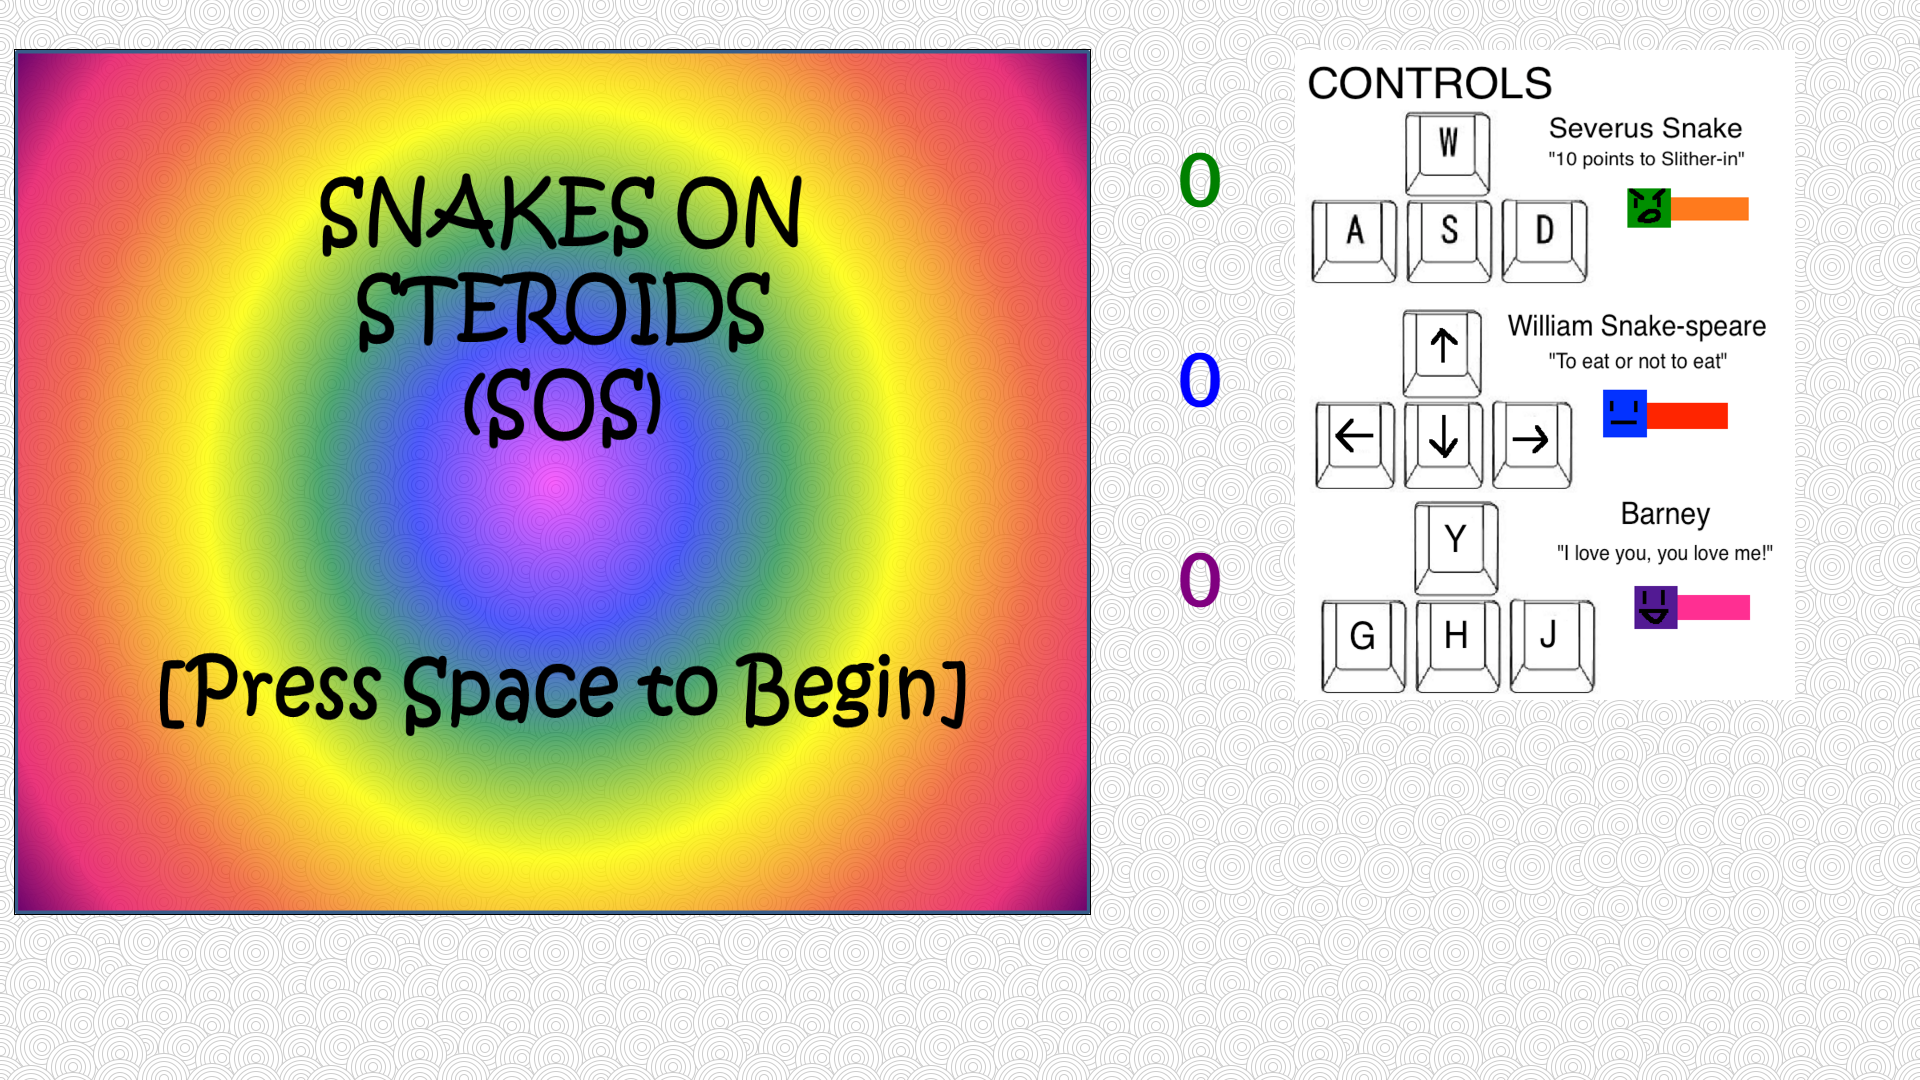 SNAKES ON
STEROIDS
(SOS)
[Press Space to Begin]
0
0
0
CONTROLS
W
A S D
Severus Snake
"10 points to Slither-in"
↑
← ↓ →
William Snake-speare
"To eat or not to eat"
Y
G H J
Barney
"I love you, you love me!"